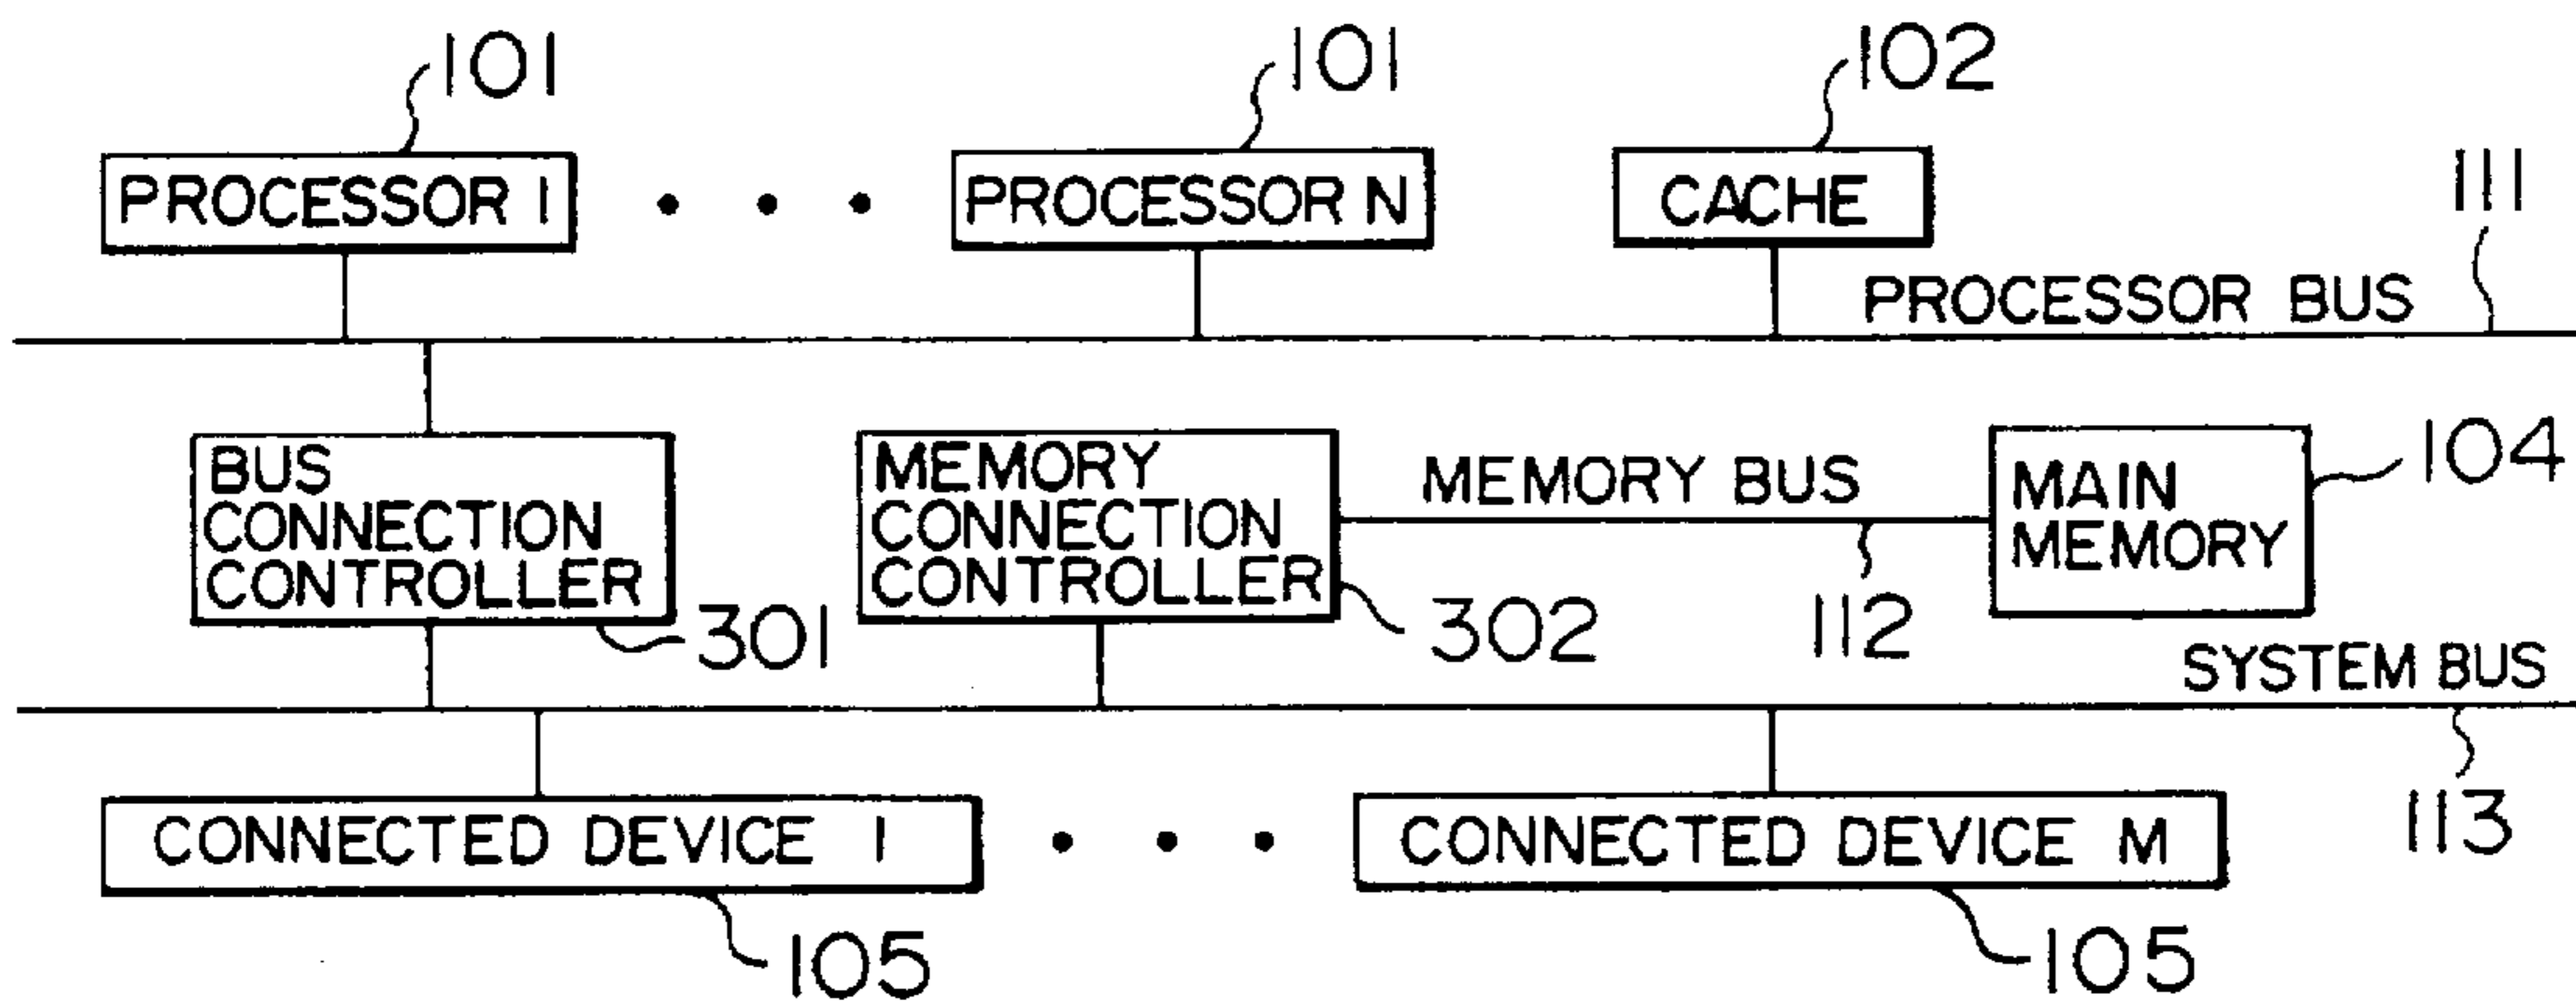 101
101
102
PROCESSOR 1
PROCESSOR N
CACHE
111
PROCESSOR BUS
BUS
CONNECTION
CONTROLLER
301
MEMORY
CONNECTION
CONTROLLER
302
MEMORY BUS
112
MAIN
MEMORY
104
SYSTEM BUS
113
CONNECTED DEVICE 1
CONNECTED DEVICE M
105
105